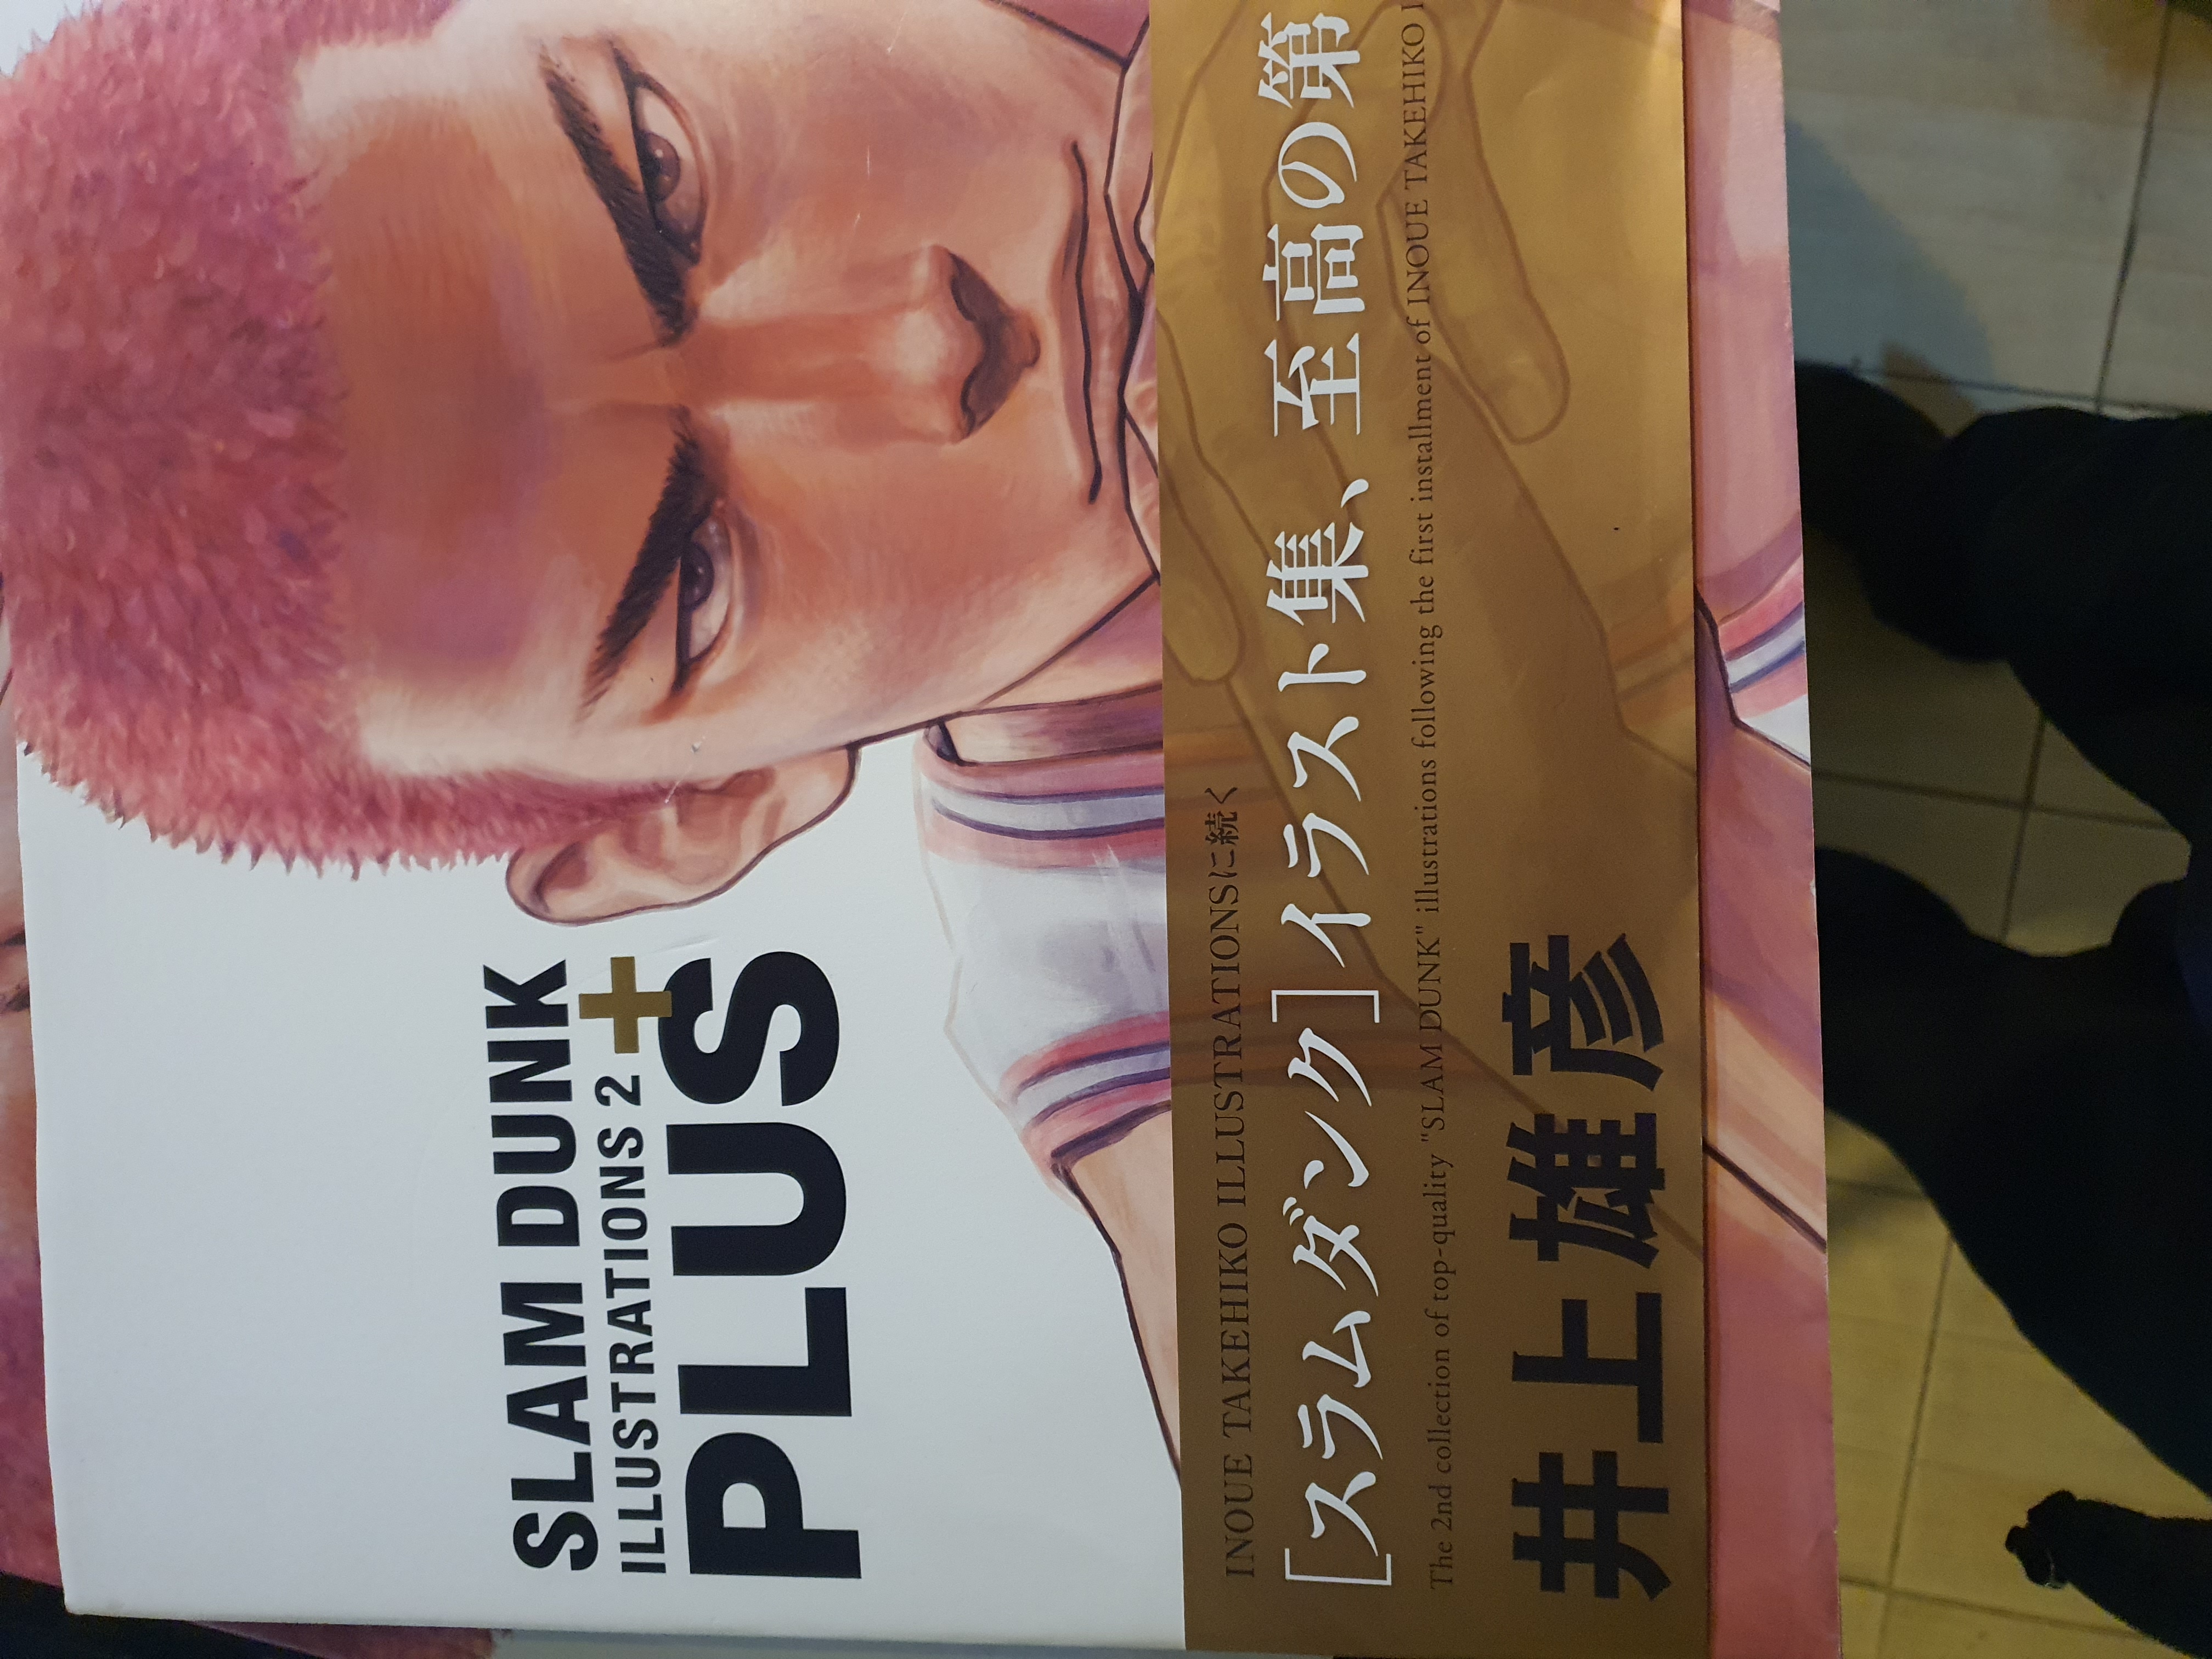 SLAM DUNK
ILLUSTRATIONS 2
PLUS+
INOUE TAKEHIKO ILLUSTRATIONSに続く
[スラムダンク]イラスト集、至高の第
The 2nd collection of top-quality "SLAM DUNK" illustrations following the first installment of INOUE TAKEHIKO
井上雄彦